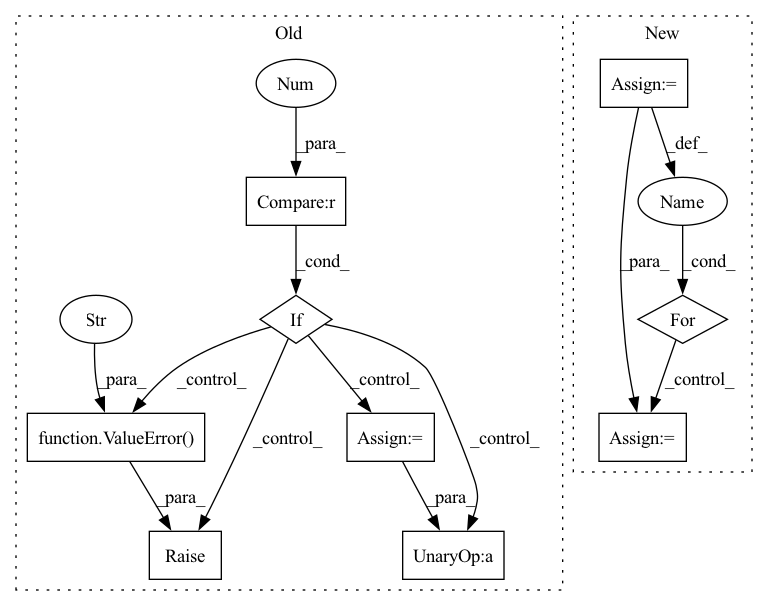 Old
New
Num
Assign:=
_para_
_def_
Compare:r
Name
_cond_
_para_
_cond_
Str
If
For
_para_
_control_
_control_
_control_
_control_
_control_
function.ValueError()
Assign:=
Assign:=
_para_
_para_
Raise
UnaryOp:a